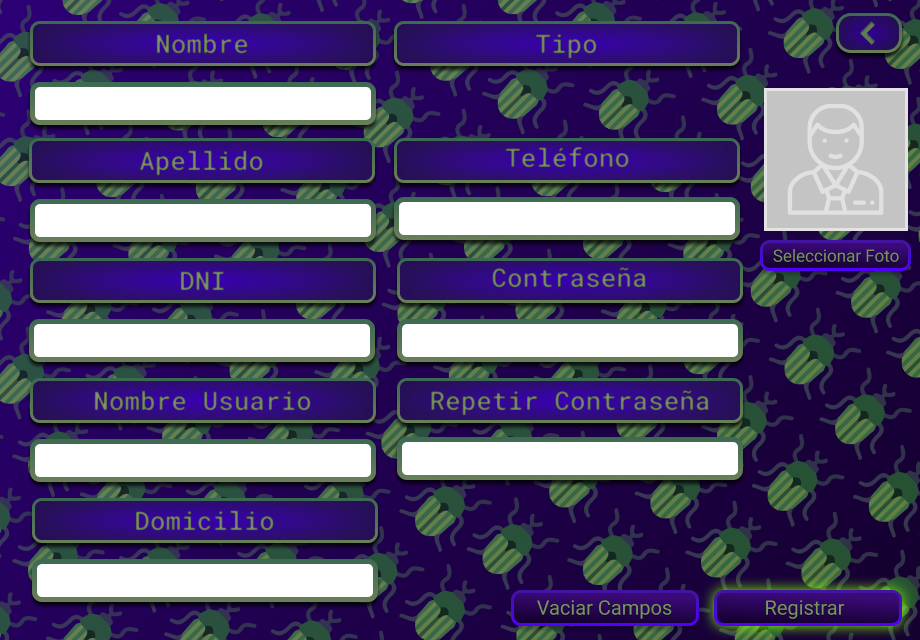 Nombre
Tipo
Apellido
Teléfono
Seleccionar Foto
DNI
Contraseña
Nombre Usuario
Repetir Contraseña
Domicilio
Vaciar Campos
Registrar